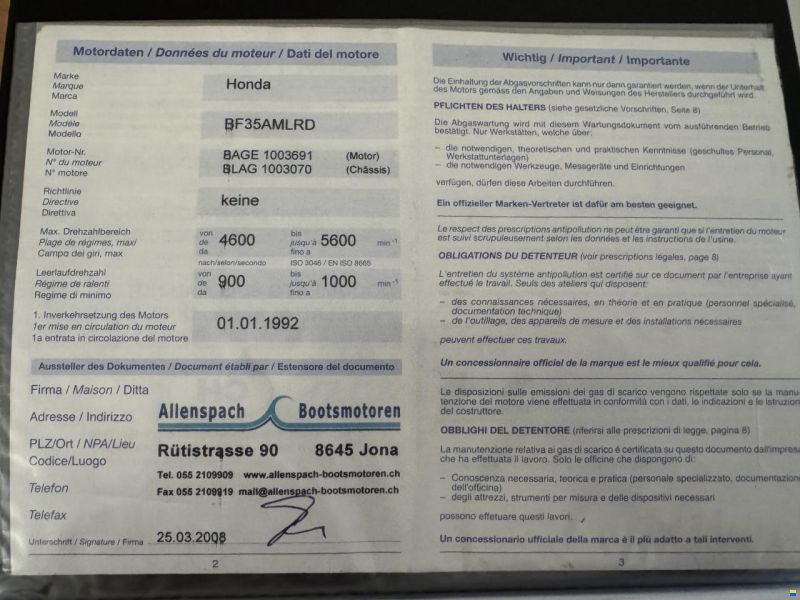 Motordaten / Données du moteur / Dati del motore
Marke
Marque
Marca
Honda
Modell
Modèle
Modello
BF35AMLRD
Motor-Nr.
N° du moteur
N° motore
BAGE 1003691 (Motor)
BLAG 1003070 (Châssis)
Richtlinie
Directive
Direttiva
keine
Max. Drehzahlbereich
Plage de régimes, maxi
Campo dei giri, max
von
de
da
4600
bis
jusqu'à
fino a
5600
min⁻¹
nach/selon/secondo ISO 3046 / EN ISO 8665
Leerlaufdrehzahl
Régime de ralenti
Regime di minimo
von
de
da
900
bis
jusqu'à
fino a
1000
min⁻¹
1. Inverkehrsetzung des Motors
1er mise en circulation du moteur
1a entrata in circolazione del motore
01.01.1992
Aussteller des Dokumentes / Document établi par / Estensore del documento
Firma / Maison / Ditta
Adresse / Indirizzo
PLZ/Ort / NPA/Lieu
Codice/Luogo
Telefon
Telefax
Allenspach Bootsmotoren
Rütistrasse 90 8645 Jona
Tel. 055 2109909 www.allenspach-bootsmotoren.ch
Fax 055 2109919 mail@allenspach-bootsmotoren.ch
Unterschrift / Signature / Firma 25.03.2008
2
Wichtig / Important / Importante
Die Einhaltung der Abgasvorschriften kann nur dann garantiert werden, wenn der Unterhalt
des Motors gemäss den Angaben und Weisungen des Herstellers durchgeführt wird.
PFLICHTEN DES HALTERS (siehe gesetzliche Vorschriften, Seite 8)
Die Abgaswartung wird mit diesem Wartungsdokument vom ausführenden Betrieb
bestätigt. Nur Werkstätten, welche über:
– die notwendigen, theoretischen und praktischen Kenntnisse (geschultes Personal,
Werkstattunterlagen)
– die notwendigen Werkzeuge, Messgeräte und Einrichtungen
verfügen, dürfen diese Arbeiten durchführen.
Ein offizieller Marken-Vertreter ist dafür am besten geeignet.
Le respect des prescriptions antipollution ne peut être garanti que si l'entretien du moteur
est suivi scrupuleusement selon les données et les instructions de l'usine.
OBLIGATIONS DU DETENTEUR (voir prescriptions légales, page 8)
L'entretien du système antipollution est certifié sur ce document par l'entreprise ayant
effectué le travail. Seuls des ateliers qui disposent:
– des connaissances nécessaires, en théorie et en pratique (personnel spécialisé,
documentation technique)
– de l'outillage, des appareils de mesure et des installations nécessaires
peuvent effectuer ces travaux.
Un concessionnaire officiel de la marque est le mieux qualifié pour cela.
Le disposizioni sulle emissioni dei gas di scarico vengono rispettate solo se la manu-
tenzione del motore viene effettuata in conformità con i dati, le indicazioni e le istruzioni
del costruttore.
OBBLIGHI DEL DETENTORE (riferirsi alle prescrizioni di legge, pagina 8)
La manutenzione relativa ai gas di scarico è certificata su questo documento dall'impresa
che ha effettuato il lavoro. Solo le officine che dispongono di:
– Conoscenza necessaria, teorica e pratica (personale specializzato, documentazione
dell'officina)
– degli attrezzi, strumenti per misura e delle dispositivi necessari
possono effetuare questi lavori.
Un concessionario ufficiale della marca è il più adatto a tali interventi.
3